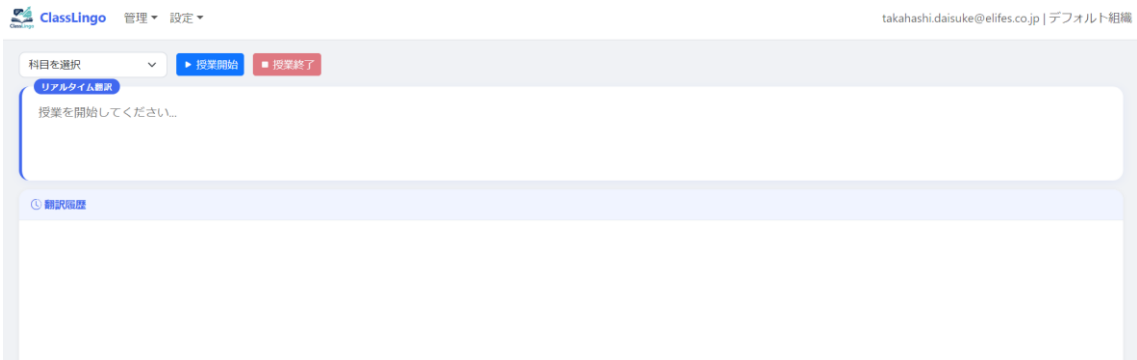 ClassLingo 管理 設定 takahashi.daisuke@elifes.co.jp | デフォルト組織
科目を選択 授業開始 授業終了
リアルタイム翻訳
授業を開始してください...
翻訳履歴